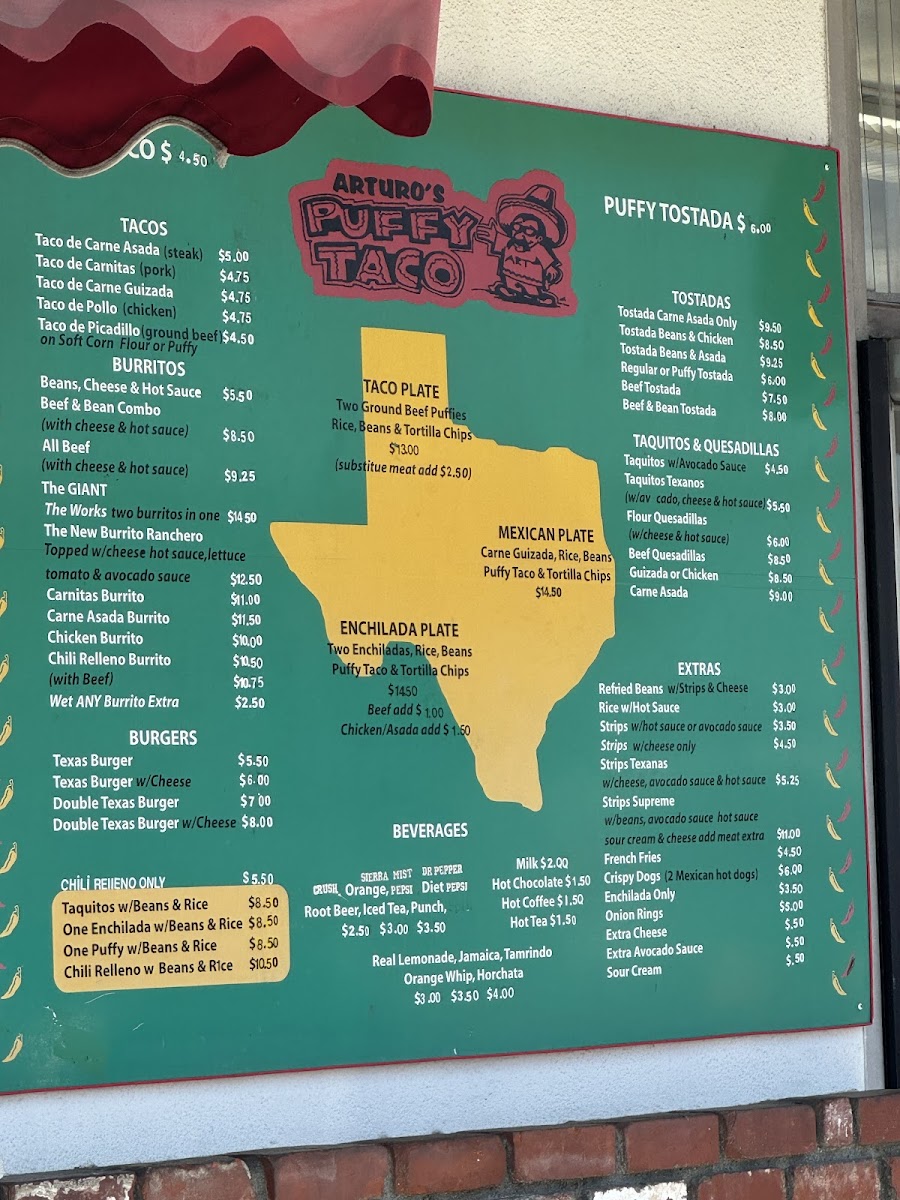 CO $ 4.50
TACOS
Taco de Carne Asada (steak) $5.00
Taco de Carnitas (pork) $4.75
Taco de Carne Guizada $4.75
Taco de Pollo (chicken) $4.75
Taco de Picadillo (ground beef) $4.50
on Soft Corn Flour or Puffy
BURRITOS
Beans, Cheese & Hot Sauce $5.50
Beef & Bean Combo
(with cheese & hot sauce) $8.50
All Beef
(with cheese & hot sauce) $9.25
The GIANT
The Works two burritos in one $14.50
The New Burrito Ranchero
Topped w/cheese hot sauce, lettuce
tomato & avocado sauce $12.50
Carnitas Burrito $11.00
Carne Asada Burrito $11.50
Chicken Burrito $10.00
Chili Relleno Burrito $10.50
(with Beef) $10.75
Wet ANY Burrito Extra $2.50
BURGERS
Texas Burger $5.50
Texas Burger w/Cheese $6.00
Double Texas Burger $7.00
Double Texas Burger w/Cheese $8.00
CHILI RELLENO ONLY $5.50
Taquitos w/Beans & Rice $8.50
One Enchilada w/Beans & Rice $8.50
One Puffy w/Beans & Rice $8.50
Chili Relleno w Beans & Rice $10.50
ARTURO'S
PUFFY
TACO
ART
TACO PLATE
Two Ground Beef Puffies
Rice, Beans & Tortilla Chips
$13.00
(substitue meat add $2.50)
MEXICAN PLATE
Carne Guizada, Rice, Beans
Puffy Taco & Tortilla Chips
$14.50
ENCHILADA PLATE
Two Enchiladas, Rice, Beans
Puffy Taco & Tortilla Chips
$14.50
Beef add $ 1.00
Chicken/Asada add $ 1.50
BEVERAGES
SIERRA MIST DR PEPPER
CRUSH Orange, PEPSI Diet PEPSI
Root Beer, Iced Tea, Punch,
$2.50 $3.00 $3.50
Milk $2.00
Hot Chocolate $1.50
Hot Coffee $1.50
Hot Tea $1.50
Real Lemonade, Jamaica, Tamrindo
Orange Whip, Horchata
$3.00 $3.50 $4.00
PUFFY TOSTADA $ 6.00
TOSTADAS
Tostada Carne Asada Only $9.50
Tostada Beans & Chicken $8.50
Tostada Beans & Asada $9.25
Regular or Puffy Tostada $6.00
Beef Tostada $7.50
Beef & Bean Tostada $8.00
TAQUITOS & QUESADILLAS
Taquitos w/Avocado Sauce $4.50
Taquitos Texanos
(w/av cado, cheese & hot sauce) $5.50
Flour Quesadillas
(w/cheese & hot sauce) $6.00
Beef Quesadillas $8.50
Guizada or Chicken $8.50
Carne Asada $9.00
EXTRAS
Refried Beans w/Strips & Cheese $3.00
Rice w/Hot Sauce $3.00
Strips w/hot sauce or avocado sauce $3.50
Strips w/cheese only $4.50
Strips Texanas
w/cheese, avocado sauce & hot sauce $5.25
Strips Supreme
w/beans, avocado sauce hot sauce
sour cream & cheese add meat extra $11.00
French Fries $4.50
Crispy Dogs (2 Mexican hot dogs) $6.00
Enchilada Only $3.50
Onion Rings $5.00
Extra Cheese $.50
Extra Avocado Sauce $.50
Sour Cream $.50